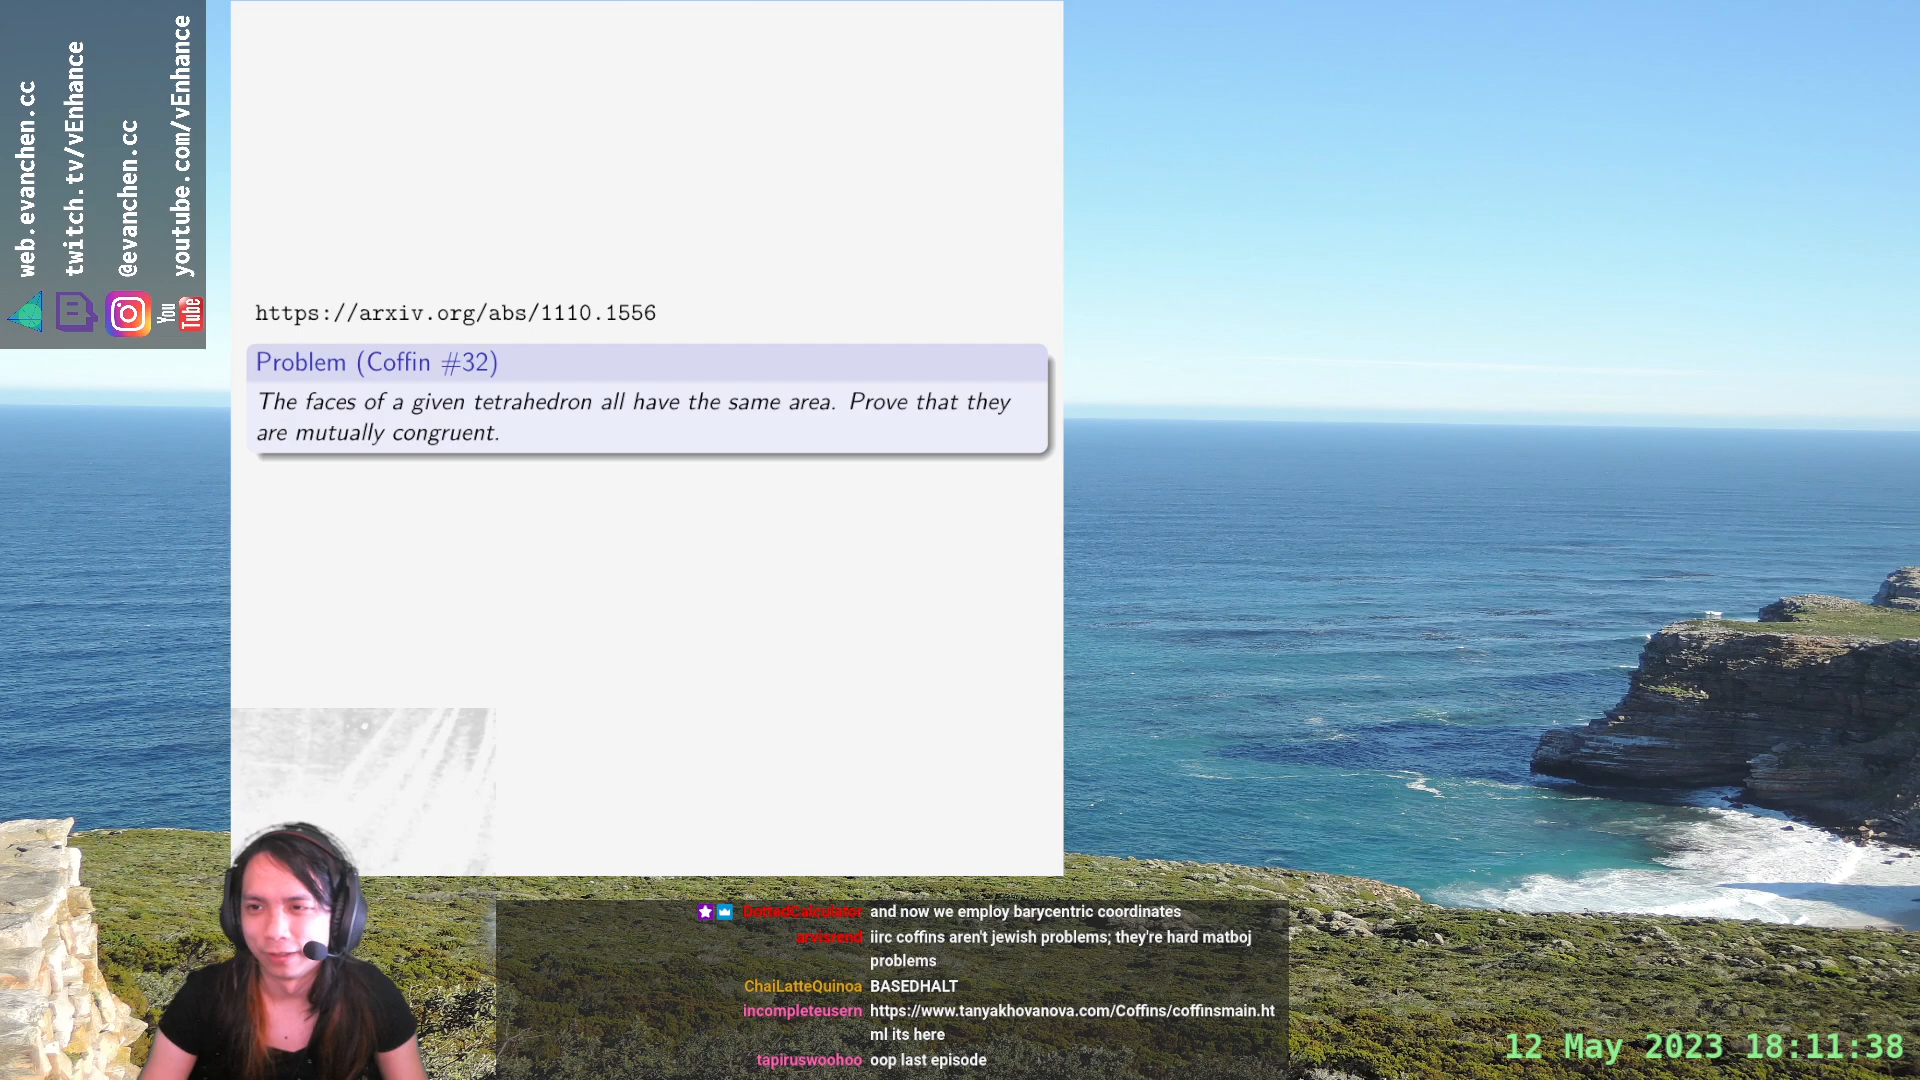 web.evanchen.cc
twitch.tv/vEnhance
@evanchen.cc
youtube.com/vEnhance
You
Tube
https://arxiv.org/abs/1110.1556
Problem (Coffin #32)
The faces of a given tetrahedron all have the same area. Prove that they
are mutually congruent.
DottedCalculator and now we employ barycentric coordinates
arvisrend iirc coffins aren't jewish problems; they're hard matboj
problems
ChaiLatteQuinoa BASEDHALT
incompleteusern https://www.tanyakhovanova.com/Coffins/coffinsmain.ht
ml its here
tapiruswoohoo oop last episode
12 May 2023 18:11:38